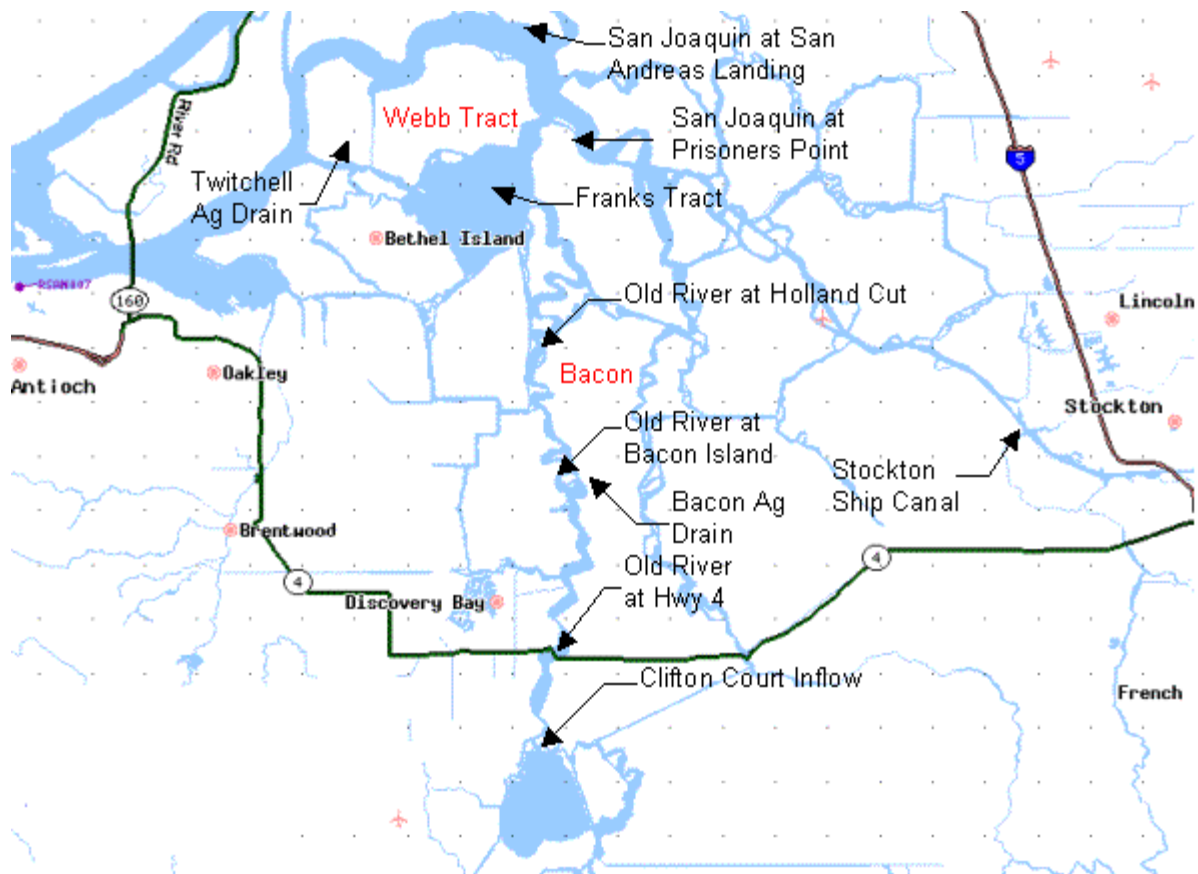 San Joaquin at San
Andreas Landing
River Rd
Webb Tract
San Joaquin at
Prisoners Point
5
Twitchell
Ag Drain
Franks Tract
Bethel Island
RSAN007
160
Old River at Holland Cut
Lincoln
Antioch
Oakley
Bacon
Stockton
Old River at
Bacon Island
Stockton
Ship Canal
Bacon Ag
Drain
Brentwood
4
4
Old River
at Hwy 4
Discovery Bay
Clifton Court Inflow
French